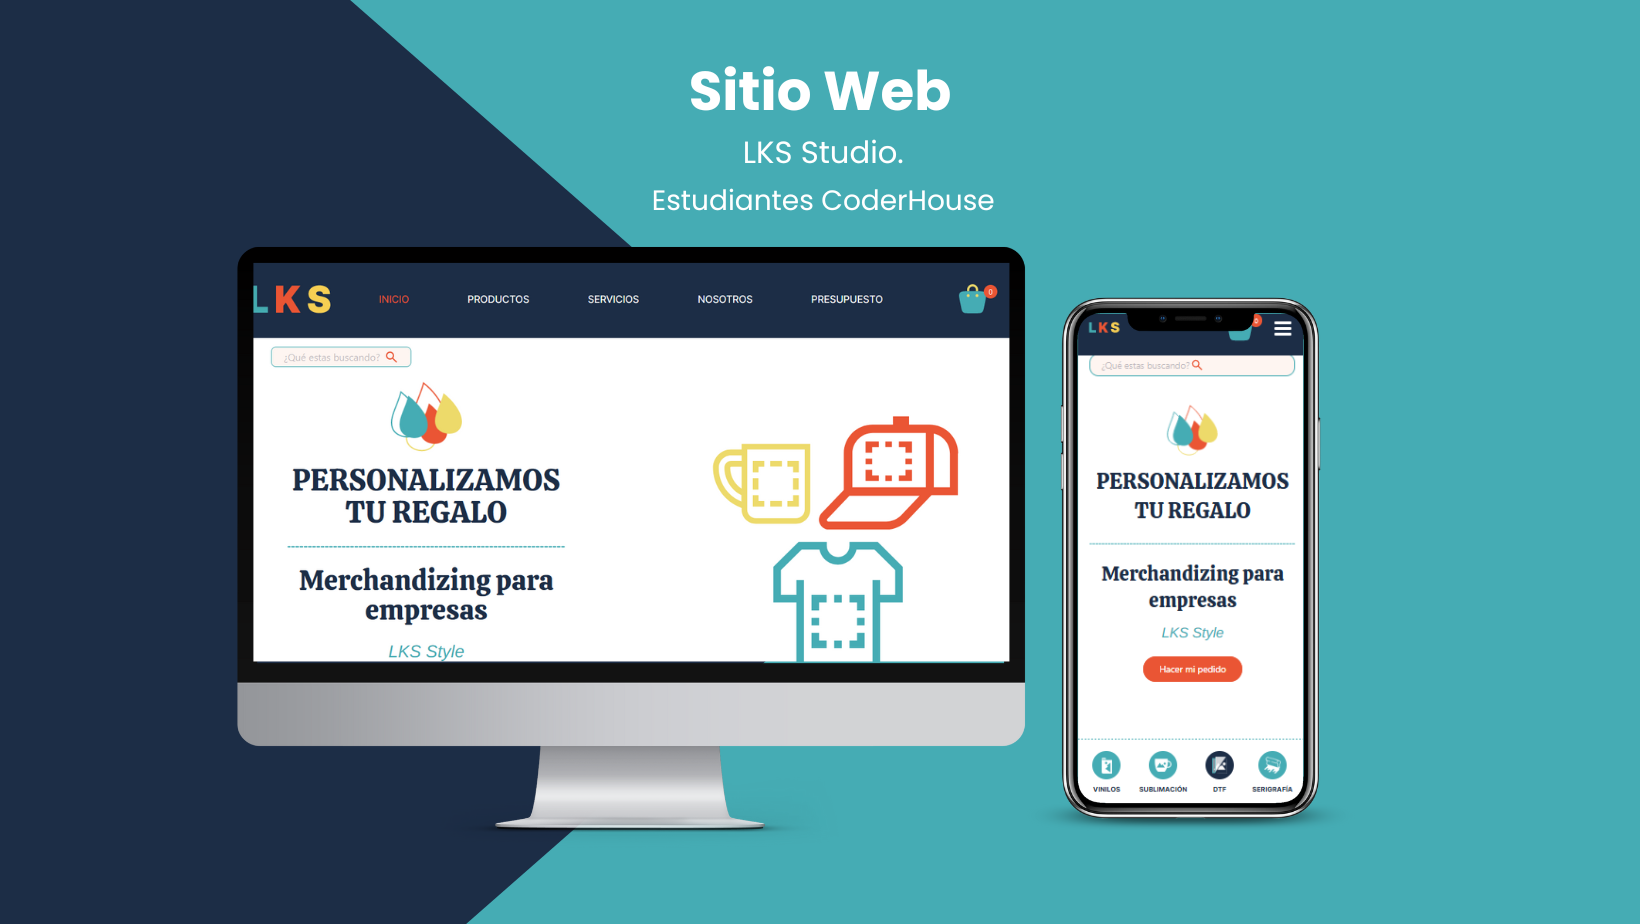 Sitio Web
LKS Studio.
Estudiantes CoderHouse
LKS
INICIO
PRODUCTOS
SERVICIOS
NOSOTROS
PRESUPUESTO
0
¿Qué estas buscando?
PERSONALIZAMOS
TU REGALO
Merchandizing para
empresas
LKS Style
LKS
0
¿Qué estas buscando?
PERSONALIZAMOS
TU REGALO
Merchandizing para
empresas
LKS Style
Hacer mi pedido
VINILOS
SUBLIMACIÓN
DTF
SERIGRAFÍA